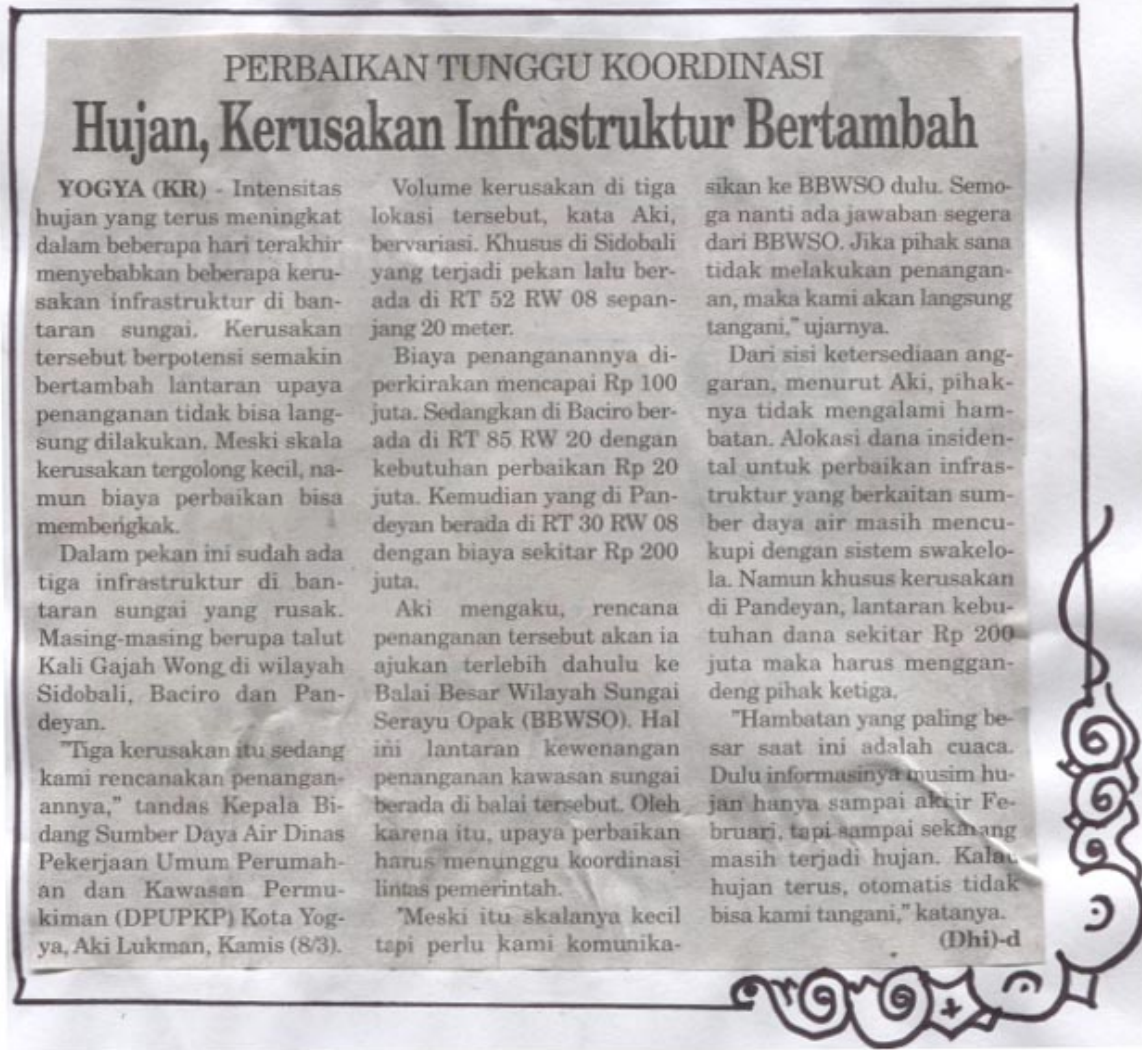 PERBAIKAN TUNGGU KOORDINASI
Hujan, Kerusakan Infrastruktur Bertambah
YOGYA (KR) - Intensitas
hujan yang terus meningkat
dalam beberapa hari terakhir
menyebabkan beberapa keru-
sakan infrastruktur di ban-
taran sungai. Kerusakan
tersebut berpotensi semakin
bertambah lantaran upaya
penanganan tidak bisa lang-
sung dilakukan. Meski skala
kerusakan tergolong kecil, na-
mun biaya perbaikan bisa
membengkak.
Dalam pekan ini sudah ada
tiga infrastruktur di ban-
taran sungai yang rusak.
Masing-masing berupa talut
Kali Gajah Wong di wilayah
Sidobali, Baciro dan Pan-
deyan.
"Tiga kerusakan itu sedang
kami rencanakan penangan-
annya," tandas Kepala Bi-
dang Sumber Daya Air Dinas
Pekerjaan Umum Perumah-
an dan Kawasan Permu-
kiman (DPUPKP) Kota Yog-
ya, Aki Lukman, Kamis (8/3).
Volume kerusakan di tiga
lokasi tersebut, kata Aki,
bervariasi. Khusus di Sidobali
yang terjadi pekan lalu ber-
ada di RT 52 RW 08 sepan-
jang 20 meter.
Biaya penanganannya di-
perkirakan mencapai Rp 100
juta. Sedangkan di Baciro ber-
ada di RT 85 RW 20 dengan
kebutuhan perbaikan Rp 20
juta. Kemudian yang di Pan-
deyan berada di RT 30 RW 08
dengan biaya sekitar Rp 200
juta.
Aki mengaku, rencana
penanganan tersebut akan ia
ajukan terlebih dahulu ke
Balai Besar Wilayah Sungai
Serayu Opak (BBWSO). Hal
ini lantaran kewenangan
penanganan kawasan sungai
berada di balai tersebut. Oleh
karena itu, upaya perbaikan
harus menunggu koordinasi
lintas pemerintah.
"Meski itu skalanya kecil
tapi perlu kami komunika-
sikan ke BBWSO dulu. Semo-
ga nanti ada jawaban segera
dari BBWSO. Jika pihak sana
tidak melakukan penangan-
an, maka kami akan langsung
tangani," ujarnya.
Dari sisi ketersediaan ang-
garan, menurut Aki, pihak-
nya tidak mengalami ham-
batan. Alokasi dana insiden-
tal untuk perbaikan infras-
truktur yang berkaitan sum-
ber daya air masih mencu-
kupi dengan sistem swakelo-
la. Namun khusus kerusakan
di Pandeyan, lantaran kebu-
tuhan dana sekitar Rp 200
juta maka harus menggan-
deng pihak ketiga.
"Hambatan yang paling be-
sar saat ini adalah cuaca.
Dulu informasinya musim hu-
jan hanya sampai akhir Fe-
bruari, tapi sampai sekarang
masih terjadi hujan. Kalau
hujan terus, otomatis tidak
bisa kami tangani," katanya.
(Dhi)-d